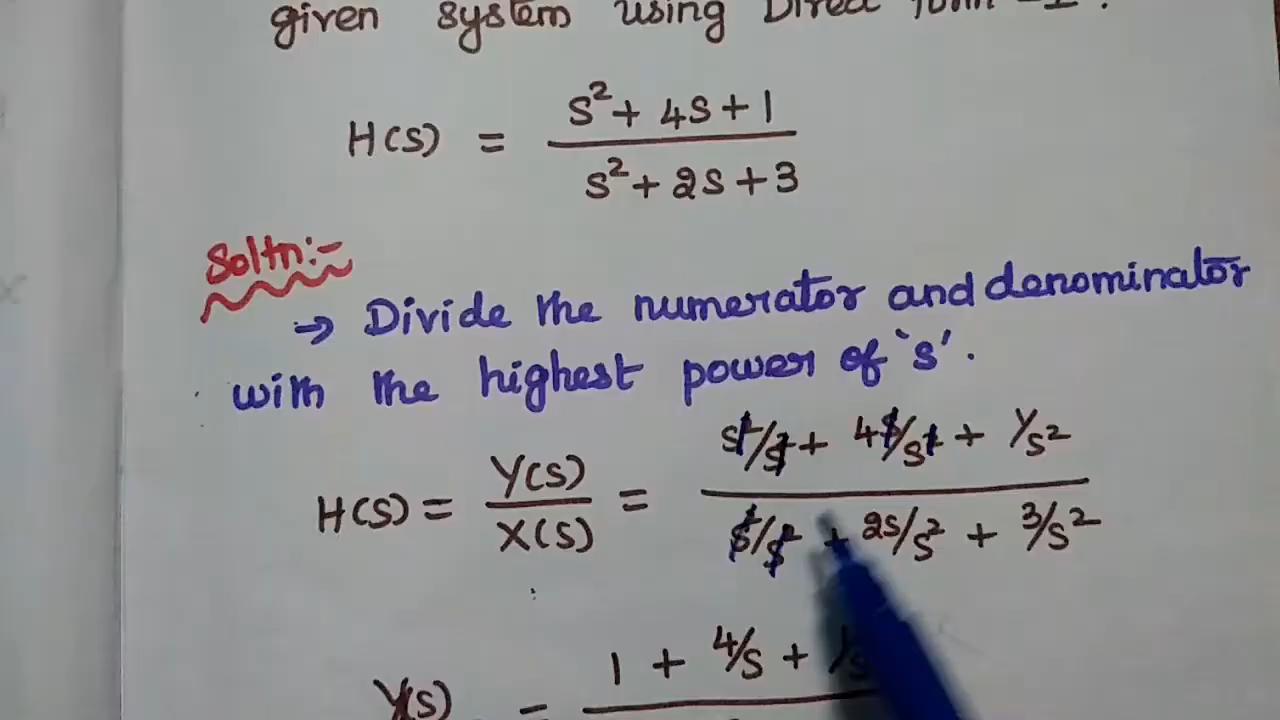 given system using Direct form -I.
H(S) = S²+ 4S+1 / S²+ 2S+3
Soltn:-
→ Divide the numerator and denominator
with the highest power of 's'.
H(S) = Y(S) / X(S) = S²/S² + 4S/S² + 1/S² / S²/S² + 2S/S² + 3/S²
Y(S) = 1 + 4/S +